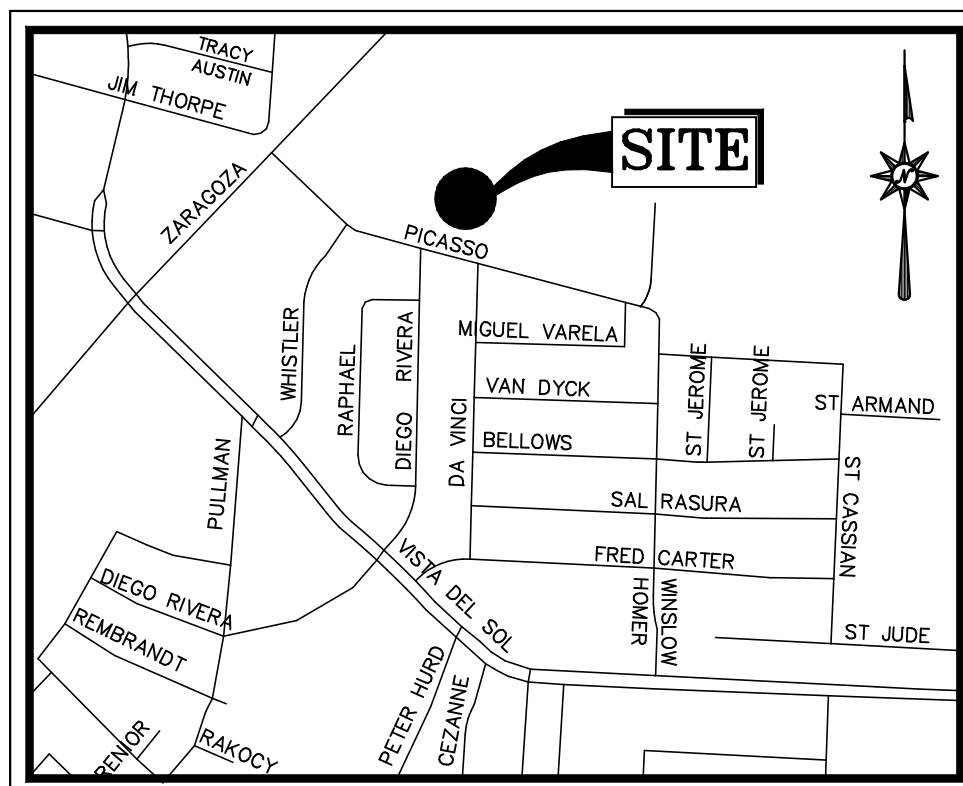 TRACY
AUSTIN
JIM THORPE
SITE
ZARAGOZA
N
PICASSO
WHISTLER
RAPHAEL
DIEGO RIVERA
MIGUEL VARELA
DA VINCI
VAN DYCK
BELLOWS
ST JEROME
ST JEROME
ST ARMAND
ST CASSIAN
SAL RASURA
FRED CARTER
PULLMAN
VISTA DEL SOL
WINSLOW
HOMER
ST JUDE
DIEGO RIVERA
REMBRANDT
PETER HURD
CEZANNE
RENIOR
RAKOCY